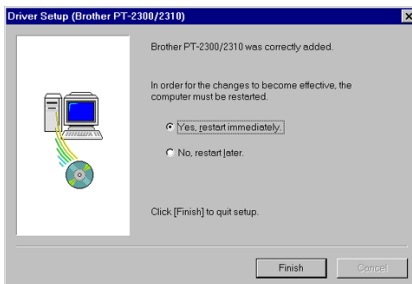 Driver Setup (Brother PT-2300/2310)
Brother PT-2300/2310 was correctly added.
In order for the changes to become effective, the
computer must be restarted.
Yes, restart immediately.
No, restart later.
Click [Finish] to quit setup.
Finish
Cancel